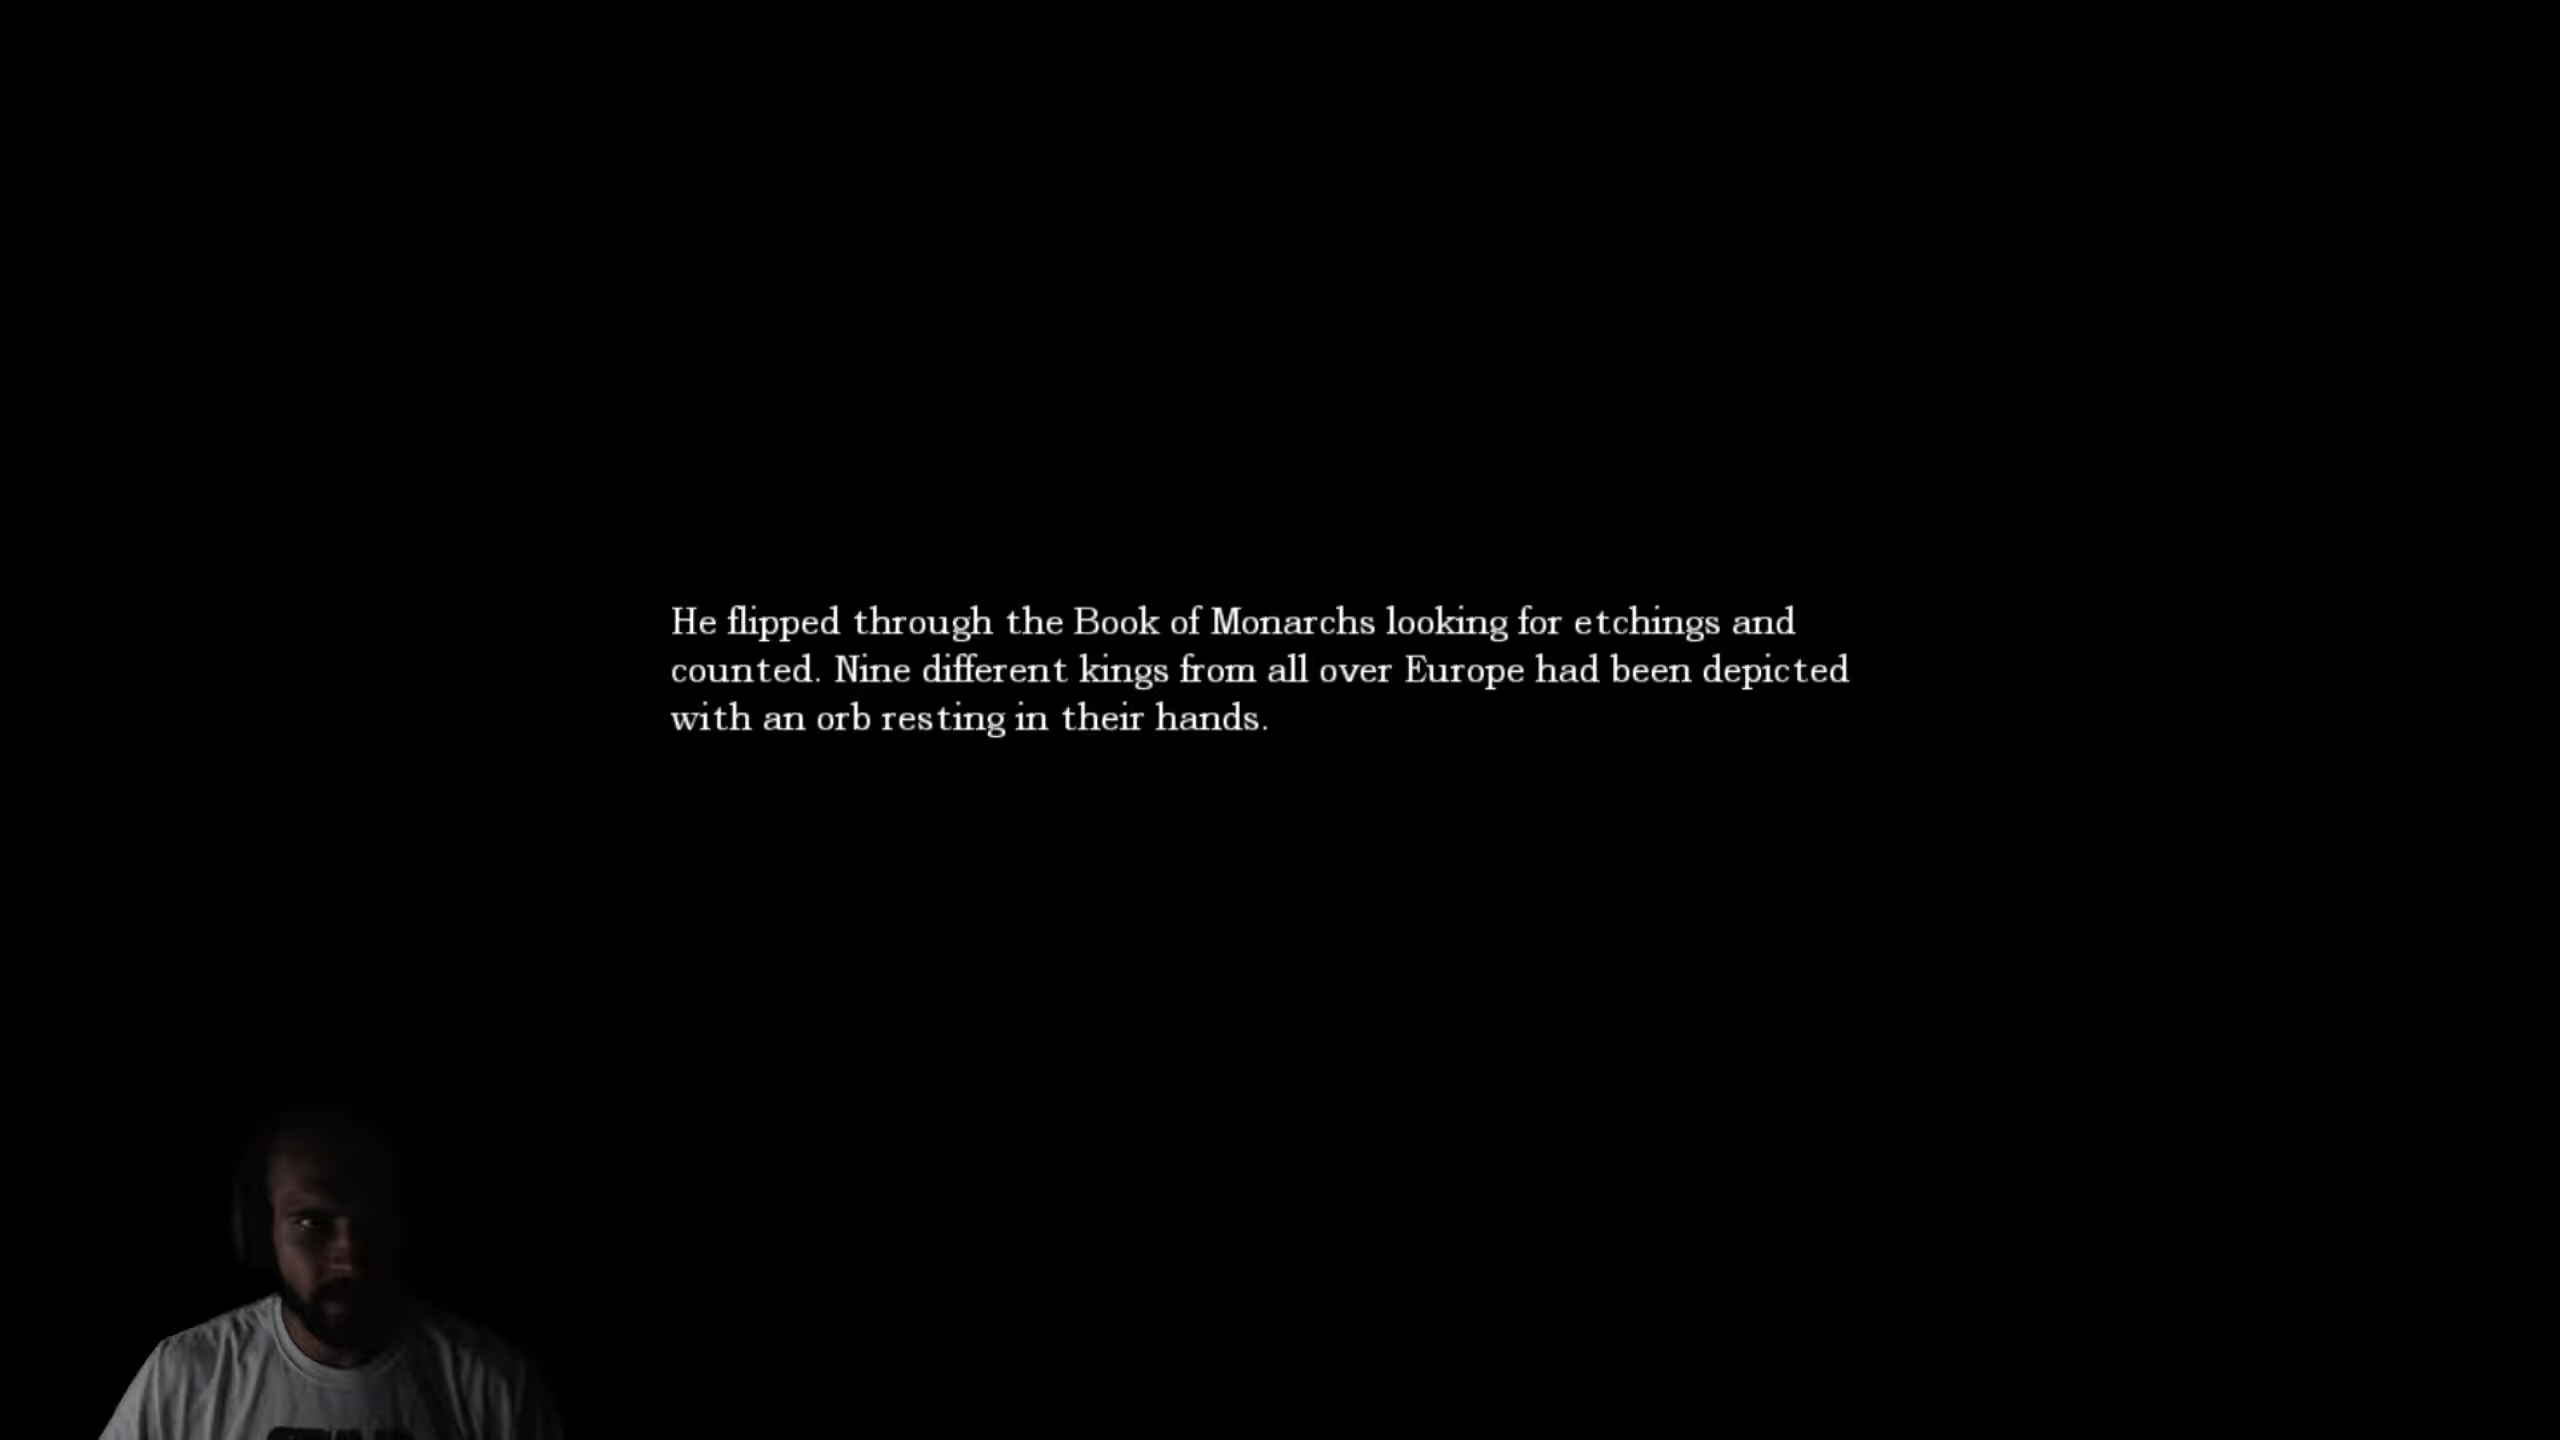 He flipped through the Book of Monarchs looking for etchings and
counted. Nine different kings from all over Europe had been depicted
with an orb resting in their hands.